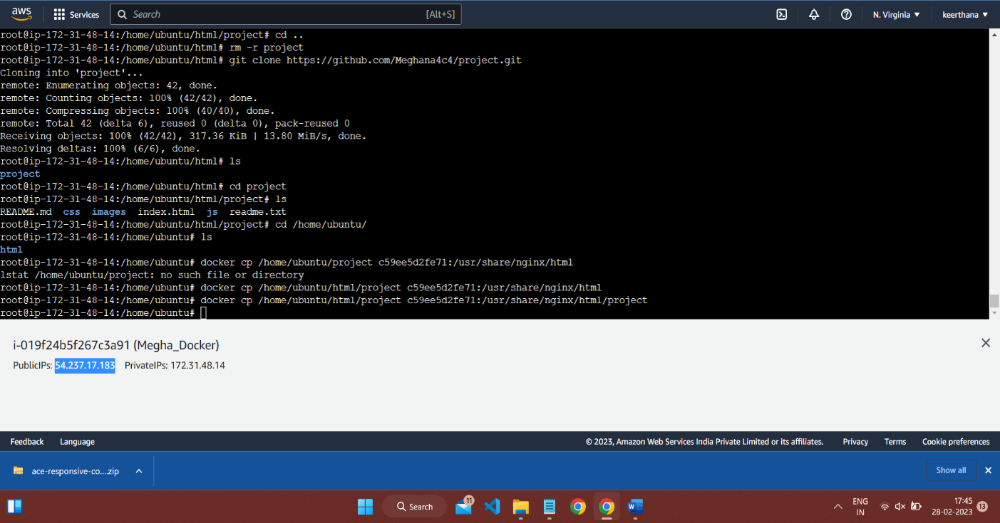 aws Services Search [Alt+S] N. Virginia keerthana
root@ip-172-31-48-14:/home/ubuntu/html/project# cd ..
root@ip-172-31-48-14:/home/ubuntu/html# rm -r project
root@ip-172-31-48-14:/home/ubuntu/html# git clone https://github.com/Meghana4c4/project.git
Cloning into 'project'...
remote: Enumerating objects: 42, done.
remote: Counting objects: 100% (42/42), done.
remote: Compressing objects: 100% (40/40), done.
remote: Total 42 (delta 6), reused 0 (delta 0), pack-reused 0
Receiving objects: 100% (42/42), 317.36 KiB | 13.80 MiB/s, done.
Resolving deltas: 100% (6/6), done.
root@ip-172-31-48-14:/home/ubuntu/html# ls
project
root@ip-172-31-48-14:/home/ubuntu/html# cd project
root@ip-172-31-48-14:/home/ubuntu/html/project# ls
README.md css images index.html js readme.txt
root@ip-172-31-48-14:/home/ubuntu/html/project# cd /home/ubuntu/
root@ip-172-31-48-14:/home/ubuntu# ls
html
root@ip-172-31-48-14:/home/ubuntu# docker cp /home/ubuntu/project c59ee5d2fe71:/usr/share/nginx/html
lstat /home/ubuntu/project: no such file or directory
root@ip-172-31-48-14:/home/ubuntu# docker cp /home/ubuntu/html/project c59ee5d2fe71:/usr/share/nginx/html
root@ip-172-31-48-14:/home/ubuntu# docker cp /home/ubuntu/html/project c59ee5d2fe71:/usr/share/nginx/html/project
root@ip-172-31-48-14:/home/ubuntu#
i-019f24b5f267c3a91 (Megha_Docker)
PublicIPs: 54.237.17.183 PrivateIPs: 172.31.48.14
Feedback Language © 2023, Amazon Web Services India Private Limited or its affiliates. Privacy Terms Cookie preferences
ace-responsive-co....zip Show all
11 Search ENG IN 17:45 28-02-2023 13